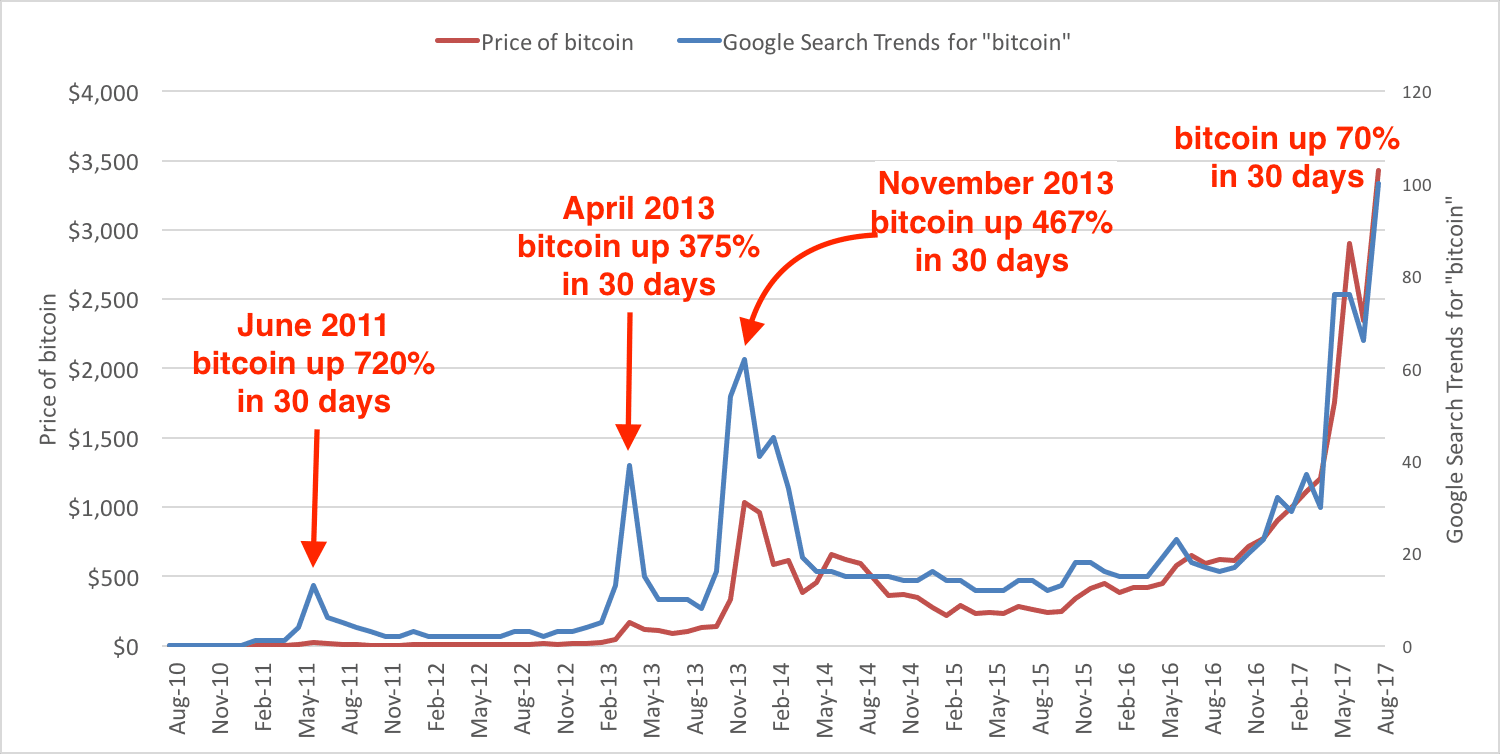 Price of bitcoin
Google Search Trends for "bitcoin"
$4,000
$3,500
$3,000
$2,500
$2,000
$1,500
$1,000
$500
$0
Price of bitcoin
120
100
80
60
40
20
0
Google Search Trends for "bitcoin"
June 2011
bitcoin up 720%
in 30 days
April 2013
bitcoin up 375%
in 30 days
November 2013
bitcoin up 467%
in 30 days
bitcoin up 70%
in 30 days
Aug-10
Nov-10
Feb-11
May-11
Aug-11
Nov-11
Feb-12
May-12
Aug-12
Nov-12
Feb-13
May-13
Aug-13
Nov-13
Feb-14
May-14
Aug-14
Nov-14
Feb-15
May-15
Aug-15
Nov-15
Feb-16
May-16
Aug-16
Nov-16
Feb-17
May-17
Aug-17